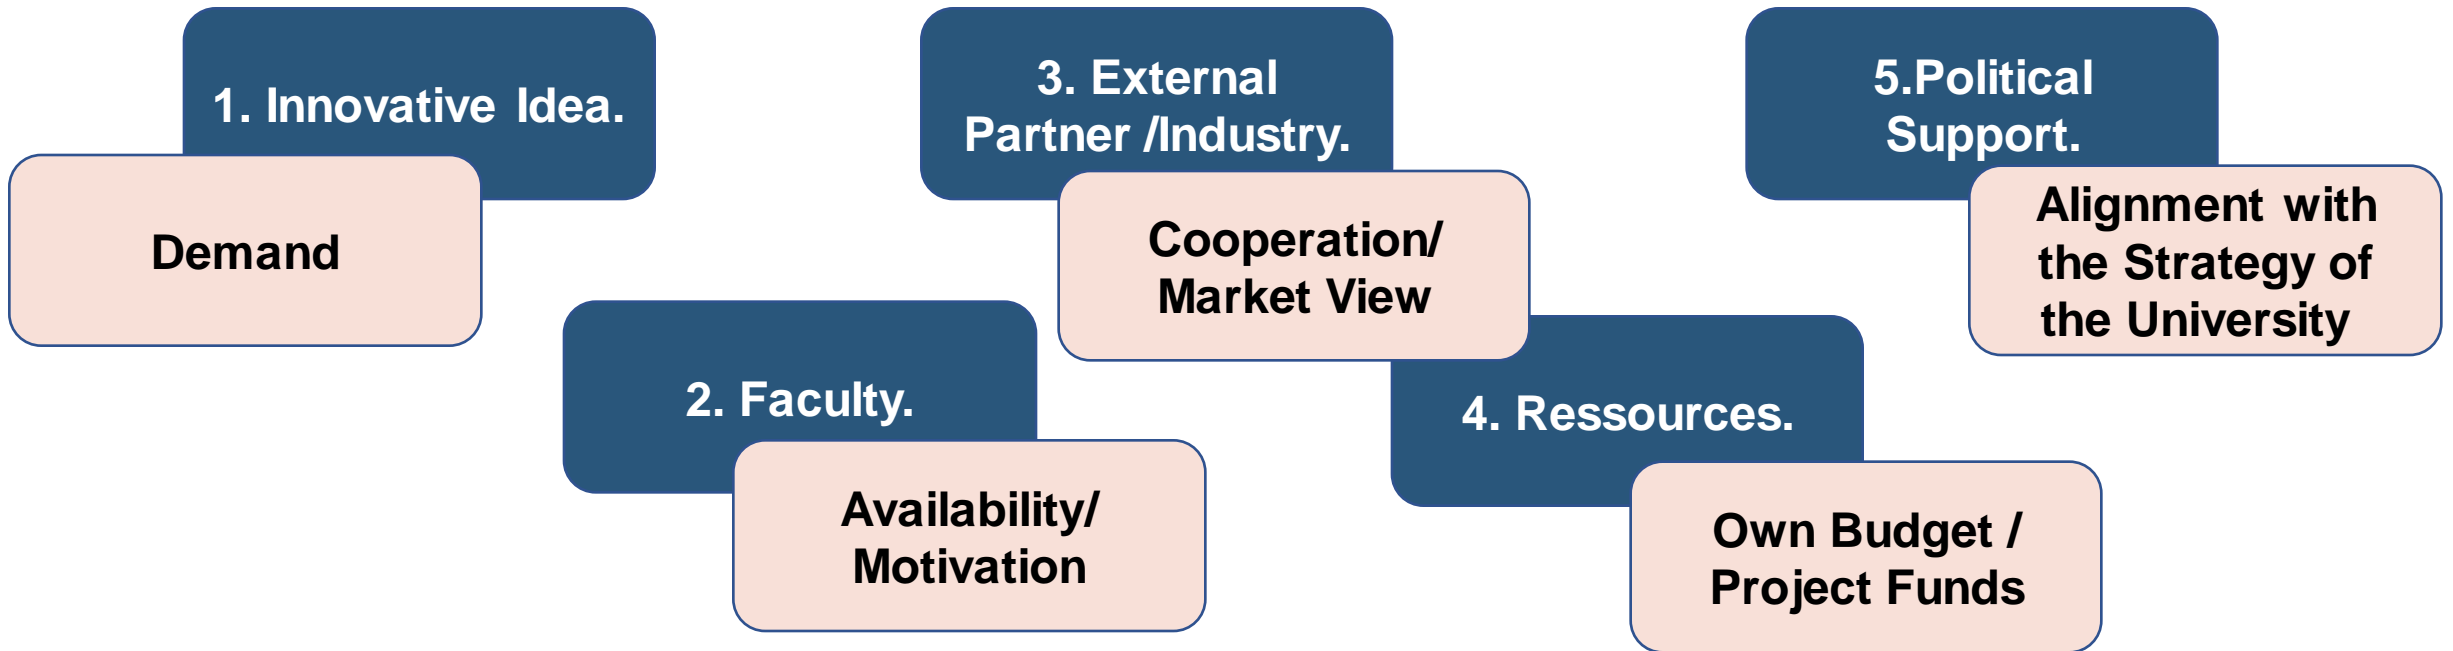 1. Innovative Idea.
Demand
2. Faculty.
Availability/
Motivation
3. External
Partner /Industry.
Cooperation/
Market View
4. Ressources.
Own Budget /
Project Funds
5.Political
Support.
Alignment with
the Strategy of
the University